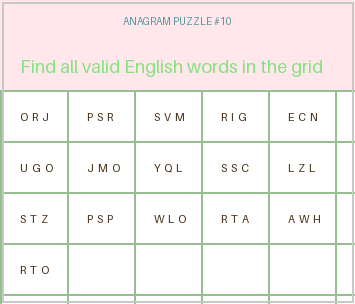 ANAGRAM PUZZLE #10
Find all valid English words in the grid
ORJ PSR SVM RIG ECN
UGO JMO YQL SSC LZL
STZ PSP WLO RTA AWH
RTO